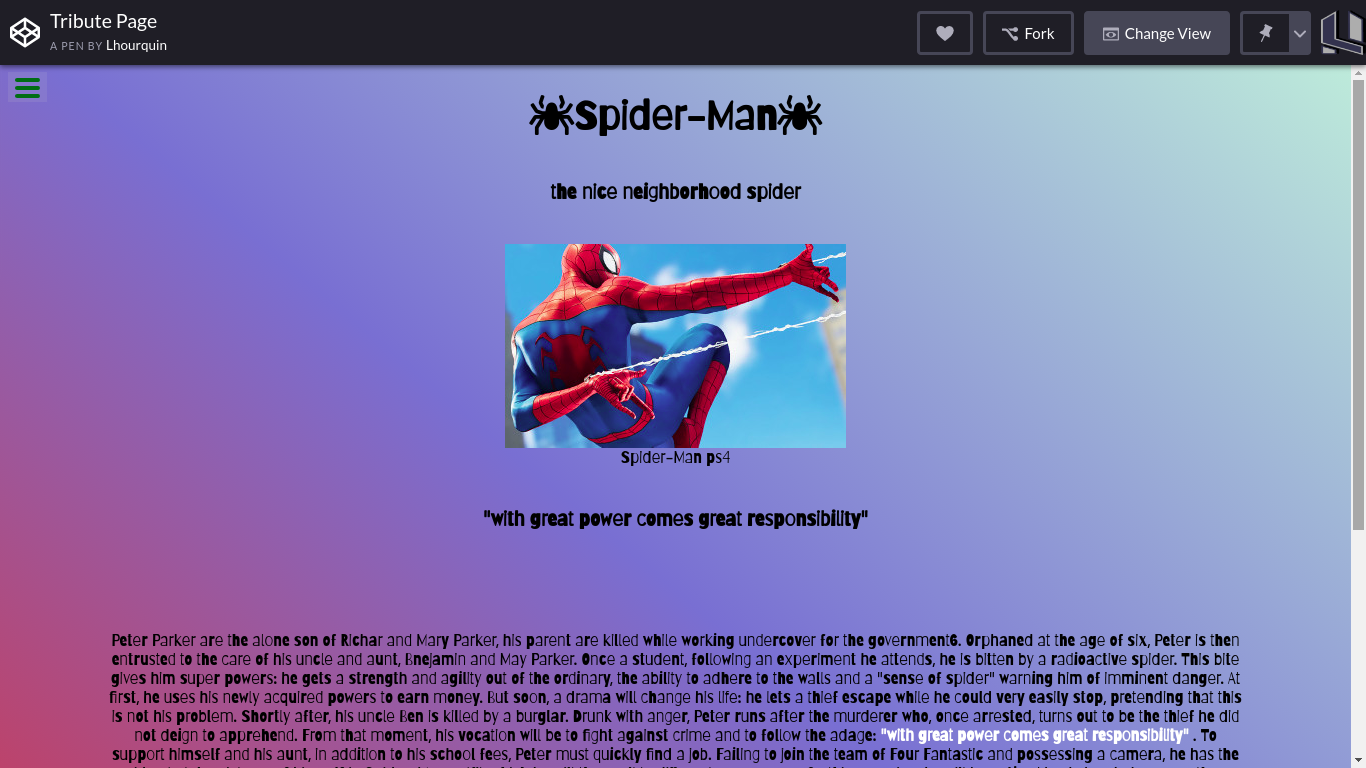 Tribute Page
A PEN BY Lhourquin
Fork
Change View
Spider-Man
the nice neighborhood spider
Spider-Man ps4
"with great power comes great responsibility"
Peter Parker are the alone son of Richar and Mary Parker, his parent are killed while working undercover for the government6. Orphaned at the age of six, Peter is then
entrusted to the care of his uncle and aunt, Bnejamin and May Parker. Once a student, following an experiment he attends, he is bitten by a radioactive spider. This bite
gives him super powers: he gets a strength and agility out of the ordinary, the ability to adhere to the walls and a "sense of spider" warning him of imminent danger. At
first, he uses his newly acquired powers to earn money. But soon, a drama will change his life: he lets a thief escape while he could very easily stop, pretending that this
is not his problem. Shortly after, his uncle Ben is killed by a burglar. Drunk with anger, Peter runs after the murderer who, once arrested, turns out to be the thief he did
not deign to apprehend. From that moment, his vocation will be to fight against crime and to follow the adage: "with great power comes great responsibility" . To
support himself and his aunt, in addition to his school fees, Peter must quickly find a job. Failing to join the team of Four Fantastic and possessing a camera, he has the